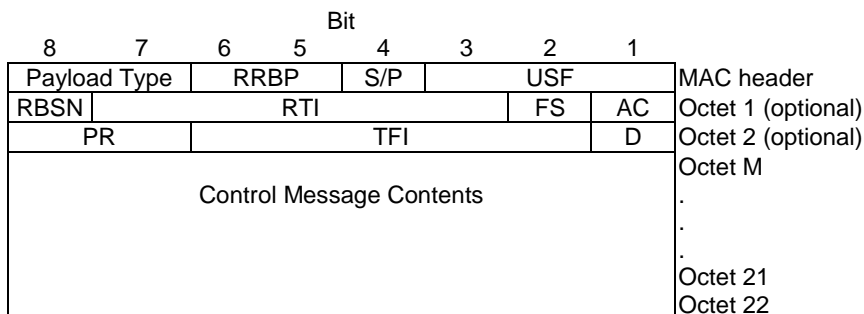 Bit
8 7 6 5 4 3 2 1
Payload Type RRBP S/P USF MAC header
RBSN RTI FS AC Octet 1 (optional)
PR TFI D Octet 2 (optional)
Octet M
Control Message Contents .
.
.
Octet 21
Octet 22